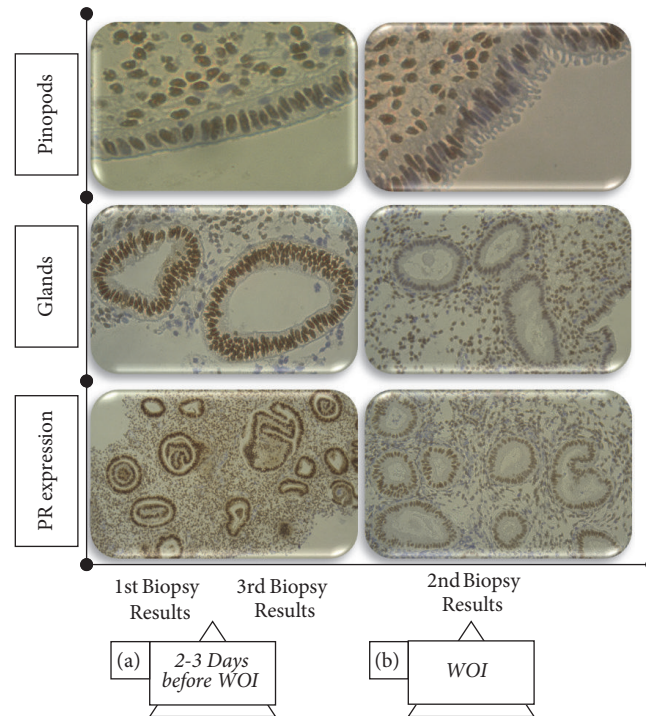 Pinopods
Glands
PR expression
1st Biopsy
Results
3rd Biopsy
Results
2nd Biopsy
Results
(a)
2-3 Days
before WOI
(b)
WOI